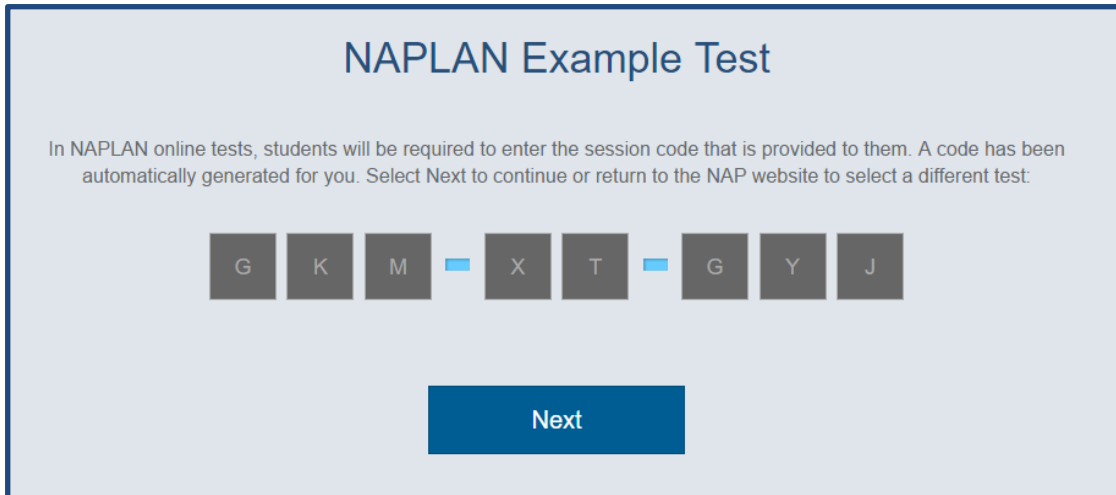 NAPLAN Example Test
In NAPLAN online tests, students will be required to enter the session code that is provided to them. A code has been
automatically generated for you. Select Next to continue or return to the NAP website to select a different test:
G K M - X T - G Y J
Next